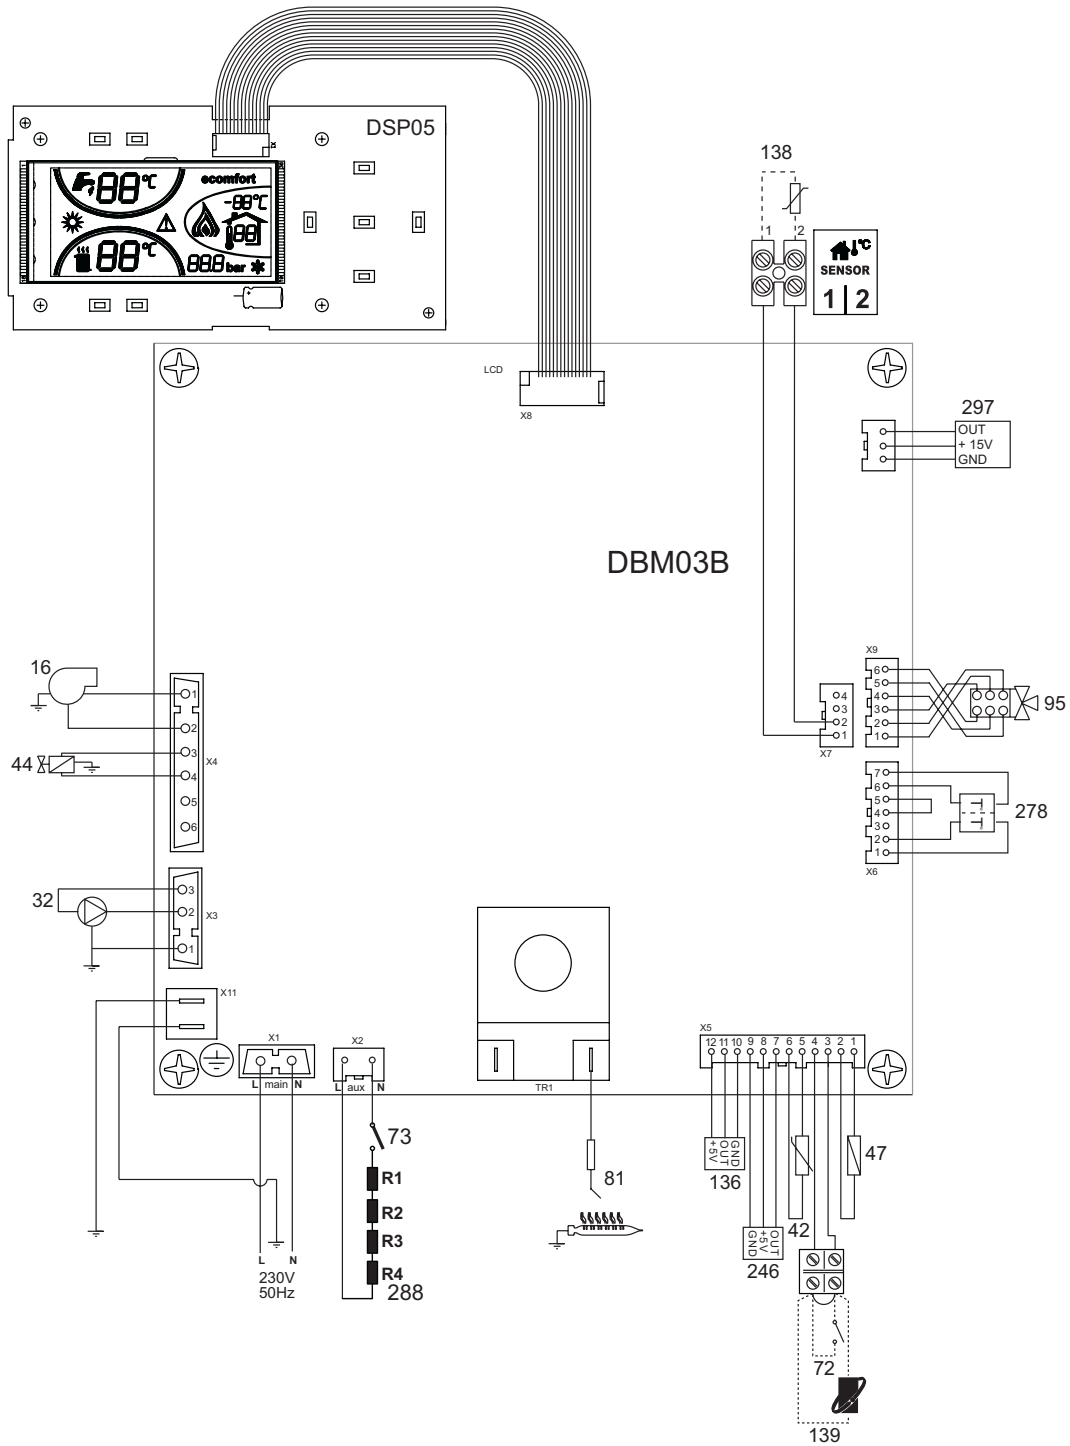 DSP05
ecomfort
88°C
-88°C
88
88°C
88.8 bar
138
1 2
°C
SENSOR
1 | 2
LCD
X8
297
OUT
+ 15V
GND
DBM03B
16
1
2
3
4
5
6
X4
44
32
3
2
1
X3
X11
X9
6
5
4
3
2
1
95
4
3
2
1
X7
7
6
5
4
3
2
1
X6
278
X1
L main N
X2
L aux N
TR1
X5
12 11 10 9 8 7 6 5 4 3 2 1
73
R1
R2
R3
R4
288
L N
230V
50Hz
81
+5V
OUT
GND
136
GND
+5V
OUT
246
42
47
72
139